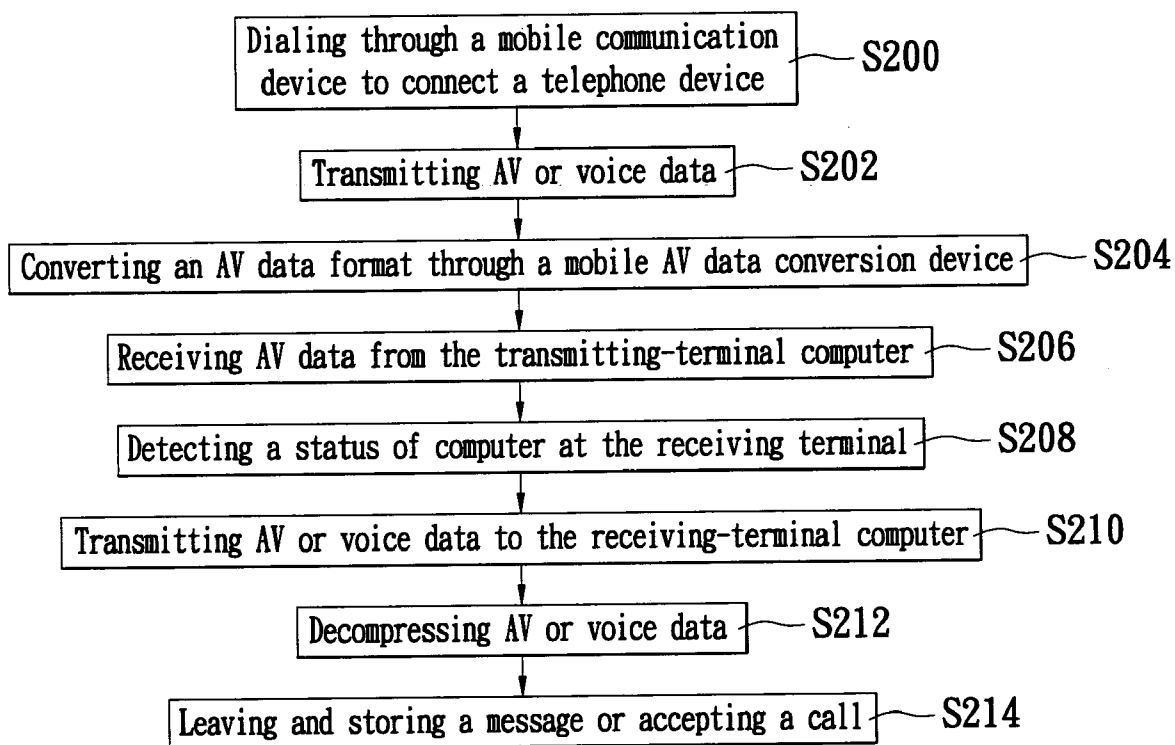 Dialing through a mobile communication
device to connect a telephone device
S200
Transmitting AV or voice data
S202
Converting an AV data format through a mobile AV data conversion device
S204
Receiving AV data from the transmitting-terminal computer
S206
Detecting a status of computer at the receiving terminal
S208
Transmitting AV or voice data to the receiving-terminal computer
S210
Decompressing AV or voice data
S212
Leaving and storing a message or accepting a call
S214